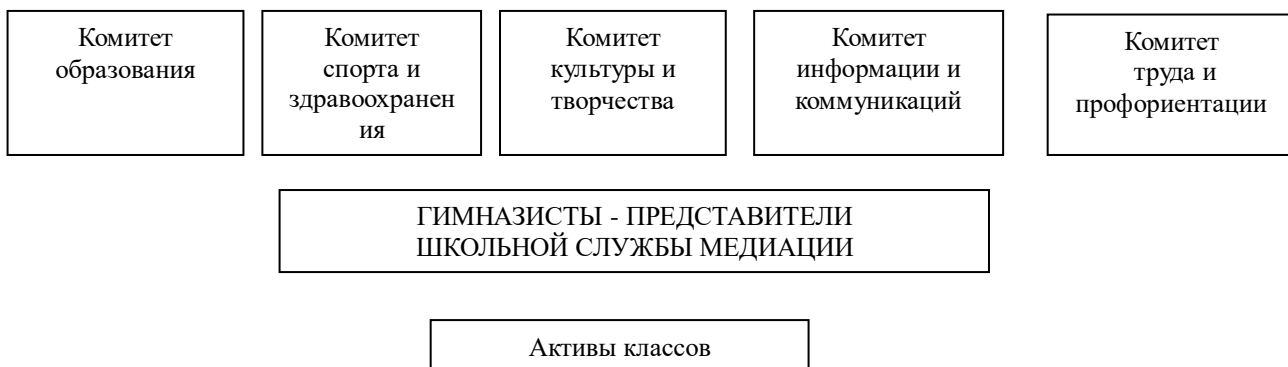 Комитет
образования
Комитет
спорта и
здравоохранен
ия
Комитет
культуры и
творчества
Комитет
информации и
коммуникаций
Комитет
труда и
профориентации
ГИМНАЗИСТЫ - ПРЕДСТАВИТЕЛИ
ШКОЛЬНОЙ СЛУЖБЫ МЕДИАЦИИ
Активы классов